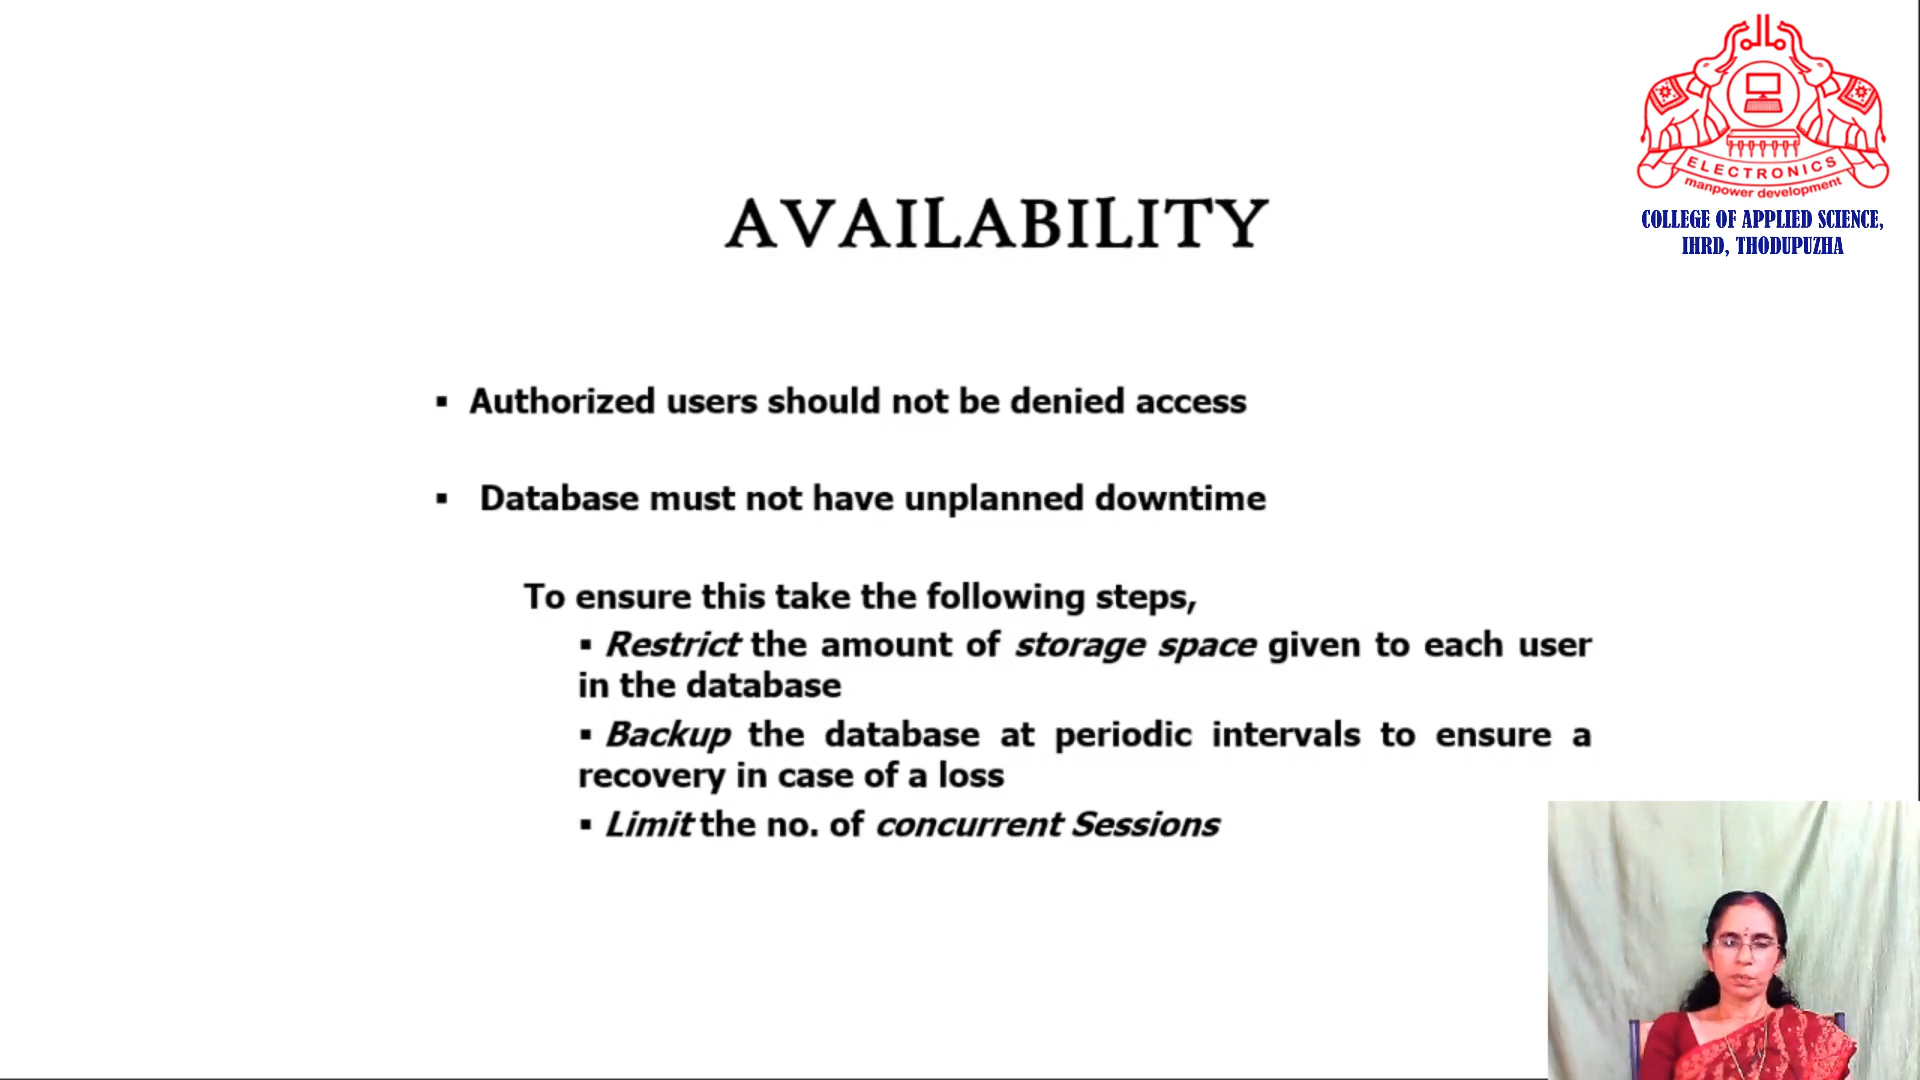 ELECTRONICS
manpower development
COLLEGE OF APPLIED SCIENCE,
IHRD, THODUPUZHA
AVAILABILITY
▪ Authorized users should not be denied access
▪ Database must not have unplanned downtime
To ensure this take the following steps,
▪ Restrict the amount of storage space given to each user
in the database
▪ Backup the database at periodic intervals to ensure a
recovery in case of a loss
▪ Limit the no. of concurrent Sessions